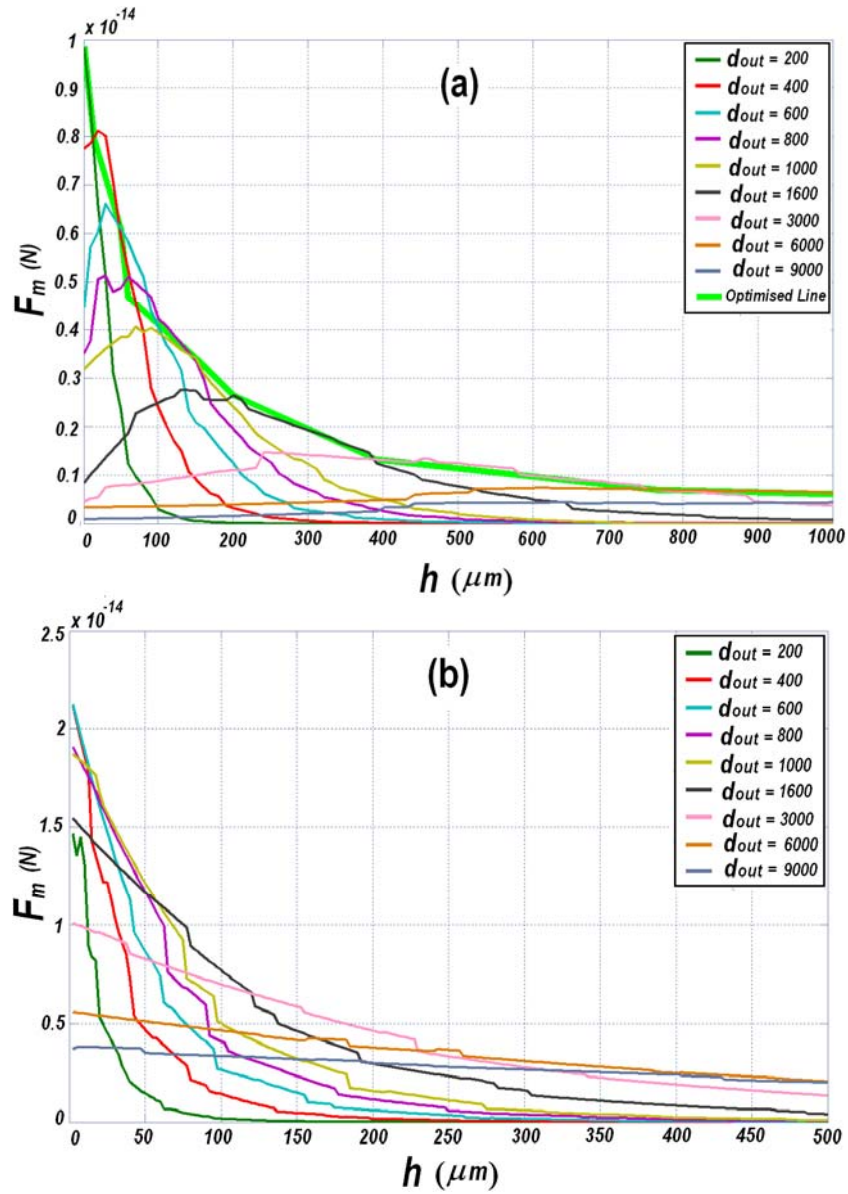 x 10^-14
1
0.9
0.8
0.7
0.6
0.5
0.4
0.3
0.2
0.1
0
F_m (N)
(a)
d_out = 200
d_out = 400
d_out = 600
d_out = 800
d_out = 1000
d_out = 1600
d_out = 3000
d_out = 6000
d_out = 9000
Optimised Line
0 100 200 300 400 500 600 700 800 900 1000
h (μm)
x 10^-14
2.5
2
1.5
1
0.5
0
F_m (N)
(b)
d_out = 200
d_out = 400
d_out = 600
d_out = 800
d_out = 1000
d_out = 1600
d_out = 3000
d_out = 6000
d_out = 9000
0 50 100 150 200 250 300 350 400 450 500
h (μm)